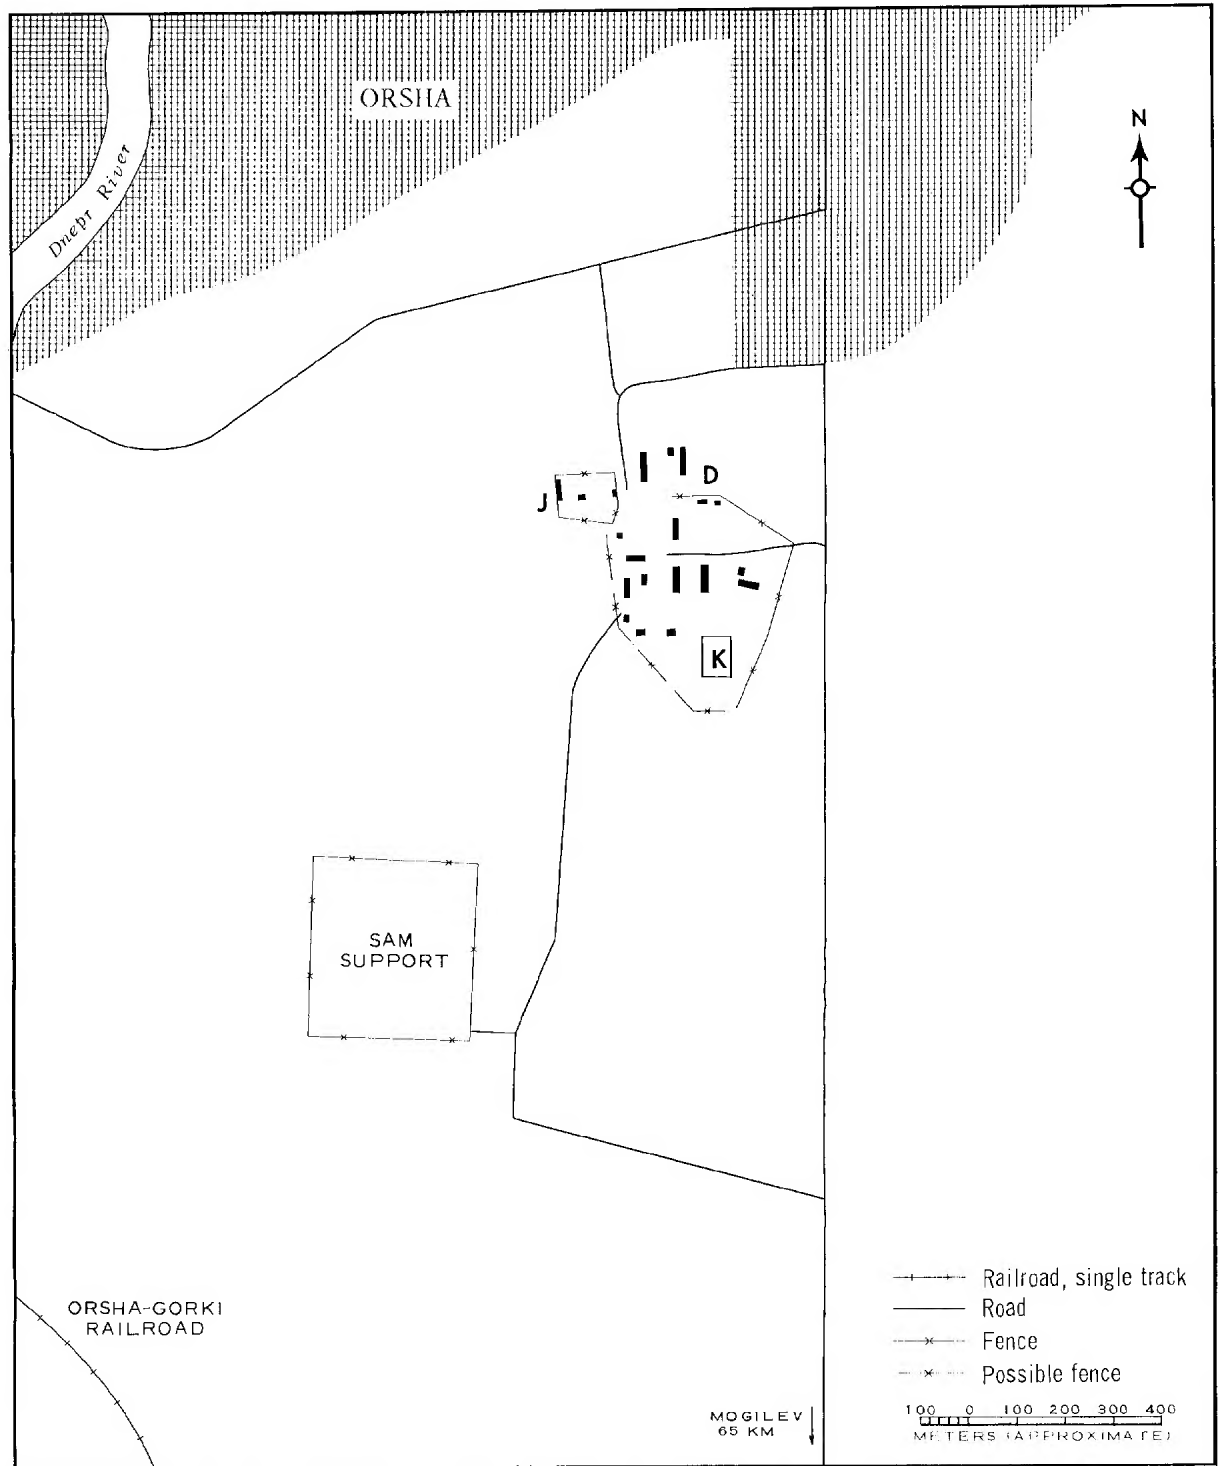 ORSHA
N
Dnepr River
D
J
K
SAM
SUPPORT
ORSHA-GORKI
RAILROAD
Railroad, single track
Road
Fence
Possible fence
100 0 100 200 300 400
METERS (APPROXIMATE)
MOGILEV
65 KM